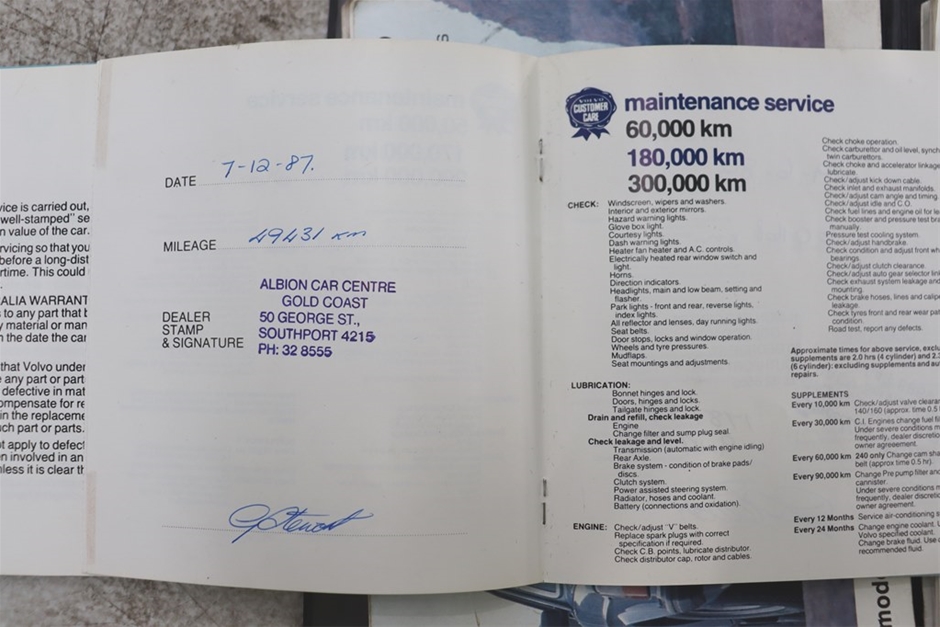 vice is carried out,
well-stamped" se
n value of the car.
rvicing so that you
before a long-dist
rtime. This could
ALIA WARRANT
s to any part that b
y material or man
n the date the car
that Volvo under
e any part or part
defective in mat
ompensate for re
in the replaceme
ch part or parts.
t apply to defect
n involved in an
less it is clear th
DATE 7-12-87.
MILEAGE 49431 km
DEALER
STAMP
& SIGNATURE
ALBION CAR CENTRE
GOLD COAST
50 GEORGE ST.,
SOUTHPORT 4215
PH: 32 8555
G Stewart
VOLVO
CUSTOMER
CARE
maintenance service
60,000 km
180,000 km
300,000 km
CHECK: Windscreen, wipers and washers.
Interior and exterior mirrors.
Hazard warning lights.
Glove box light.
Courtesy lights.
Dash warning lights.
Heater fan heater and A.C. controls.
Electrically heated rear window switch and
light.
Horns.
Direction indicators.
Headlights, main and low beam, setting and
flasher.
Park lights - front and rear, reverse lights,
index lights.
All reflector and lenses, day running lights.
Seat belts.
Door stops, locks and window operation.
Wheels and tyre pressures.
Mudflaps.
Seat mountings and adjustments.
LUBRICATION:
Bonnet hinges and lock.
Doors, hinges and locks.
Tailgate hinges and lock.
Drain and refill, check leakage
Engine
Change filter and sump plug seal.
Check leakage and level.
Transmission (automatic with engine idling)
Rear Axle.
Brake system - condition of brake pads/
discs.
Clutch system.
Power assisted steering system.
Radiator, hoses and coolant.
Battery (connections and oxidation).
ENGINE: Check/adjust "V" belts.
Replace spark plugs with correct
specification if required.
Check C.B. points, lubricate distributor.
Check distributor cap, rotor and cables.
Check choke operation.
Check carburettor and oil level, synch
twin carburettors.
Check choke and accelerator linkage
lubricate.
Check/adjust kick down cable.
Check inlet and exhaust manifolds.
Check/adjust cam angle and timing.
Check/adjust idle and C.O.
Check fuel lines and engine oil for le
Check booster and pressure test bra
manually.
Pressure test cooling system.
Check/adjust handbrake.
Check condition and adjust front wh
bearings.
Check/adjust clutch clearance.
Check/adjust auto gear selector link
Check exhaust system leakage and
mounting.
Check brake hoses, lines and calipe
leakage.
Check tyres front and rear wear pat
condition.
Road test, report any defects.
Approximate times for above service, exclu
supplements are 2.0 hrs (4 cylinder) and 2.
(6 cylinder): excluding supplements and au
repairs.
SUPPLEMENTS
Every 10,000 km Check/adjust valve clearan
140/160 (approx. time 0.5
Every 30,000 km C.I. Engines change fuel fi
Under severe conditions m
frequently, dealer discretio
owner agreement.
Every 60,000 km 240 only Change cam sha
belt (approx time 0.5 hr).
Every 90,000 km Change Pre pump filter an
cannister.
Under severe conditions m
frequently, dealer discretio
owner agreement.
Every 12 Months Service air-conditioning s
Every 24 Months Change engine coolant. U
Volvo specified coolant.
Change brake fluid. Use
recommended fluid.
mod